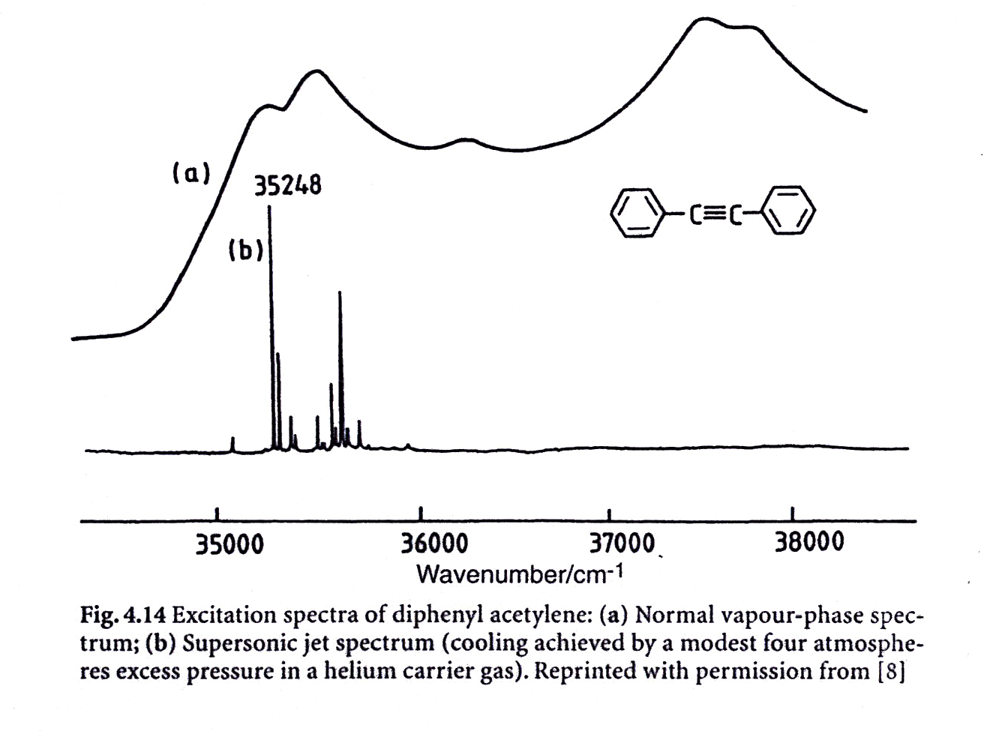 (a)
35248
(b)
C≡C
35000 36000 37000 38000
Wavenumber/cm-1
Fig. 4.14 Excitation spectra of diphenyl acetylene: (a) Normal vapour-phase spec-
trum; (b) Supersonic jet spectrum (cooling achieved by a modest four atmosphe-
res excess pressure in a helium carrier gas). Reprinted with permission from [8]